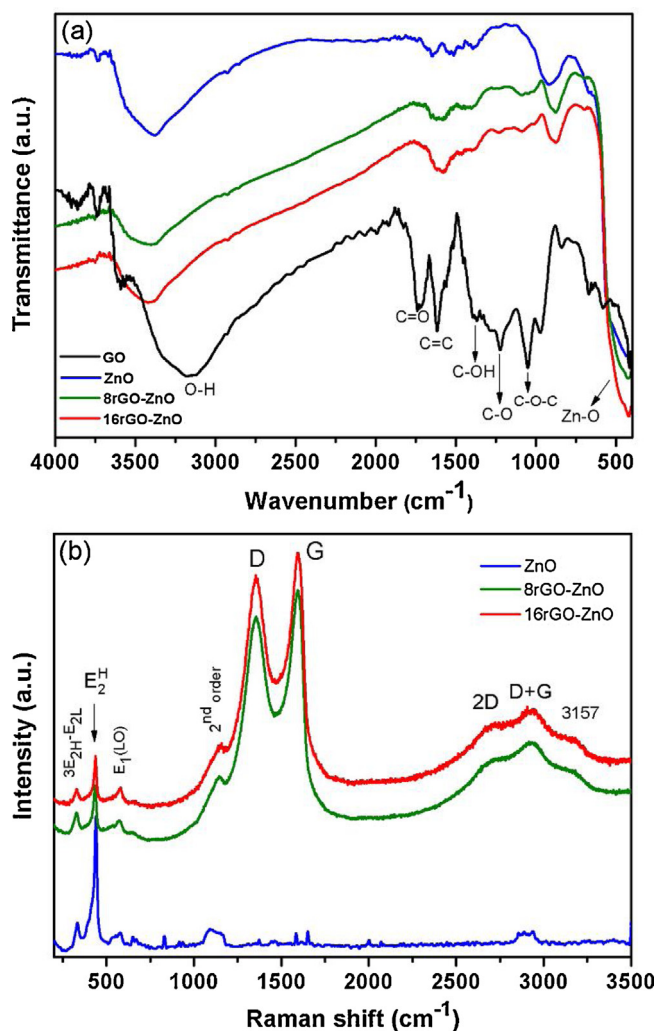 (a)
Transmittance (a.u.)
C=O
C=C
C-OH
C-O
C-O-C
Zn-O
O-H
GO
ZnO
8rGO-ZnO
16rGO-ZnO
4000 3500 3000 2500 2000 1500 1000 500
Wavenumber (cm⁻¹)
(b)
Intensity (a.u.)
D
G
ZnO
8rGO-ZnO
16rGO-ZnO
3E₂H-E₂L
E₂ᴴ
E₁(LO)
2ⁿᵈ order
2D
D+G
3157
500 1000 1500 2000 2500 3000 3500
Raman shift (cm⁻¹)